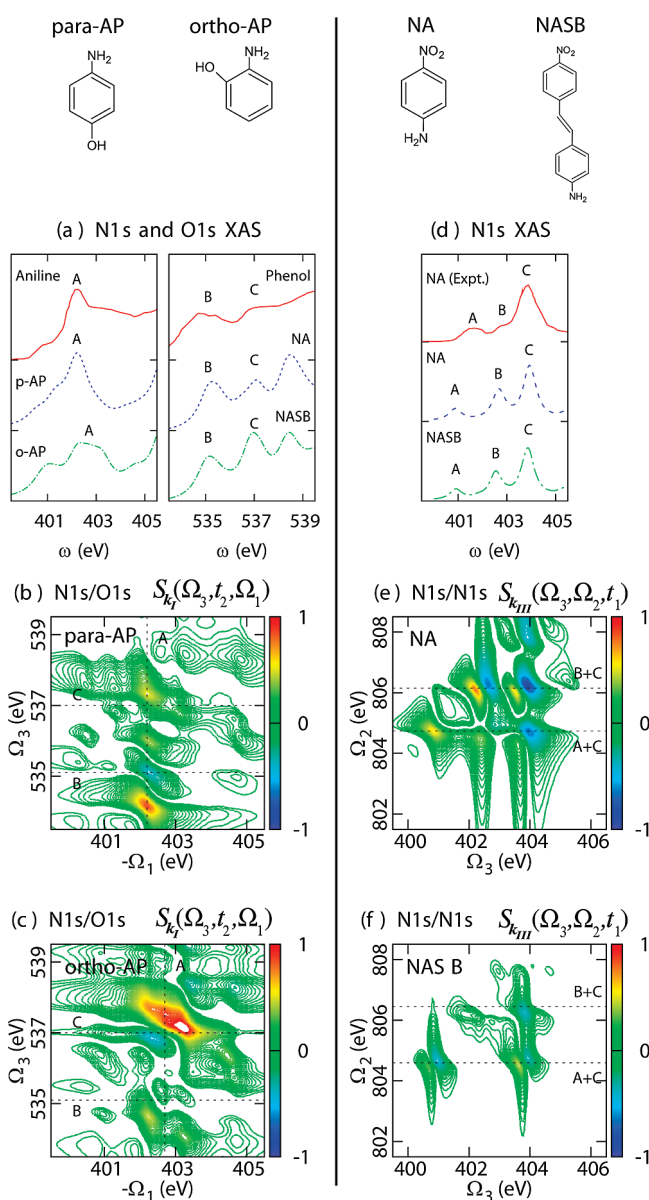 para-AP ortho-AP
NH2
OH
NH2
HO
(a) N1s and O1s XAS
Aniline
A
p-AP
A
o-AP
A
401 403 405
ω (eV)
Phenol
B C
NA
B C
NASB
B C
535 537 539
ω (eV)
(b) N1s/O1s SkI(Ω3,t2,Ω1)
para-AP
A
C
B
539
537
535
Ω3 (eV)
401 403 405
-Ω1 (eV)
1
0
-1
(c) N1s/O1s SkI(Ω3,t2,Ω1)
ortho-AP
A
C
B
539
537
535
Ω3 (eV)
401 403 405
-Ω1 (eV)
1
0
-1
NA NASB
NO2
H2N
NO2
NH2
(d) N1s XAS
NA (Expt.)
A B C
NA
A B C
NASB
A B C
401 403 405
ω (eV)
(e) N1s/N1s SkIII(Ω3,Ω2,t1)
NA
B+C
A+C
808
806
804
802
Ω2 (eV)
400 402 404 406
Ω3 (eV)
1
0
-1
(f) N1s/N1s SkIII(Ω3,Ω2,t1)
NAS B
B+C
A+C
808
806
804
802
Ω2 (eV)
400 402 404 406
Ω3 (eV)
1
0
-1